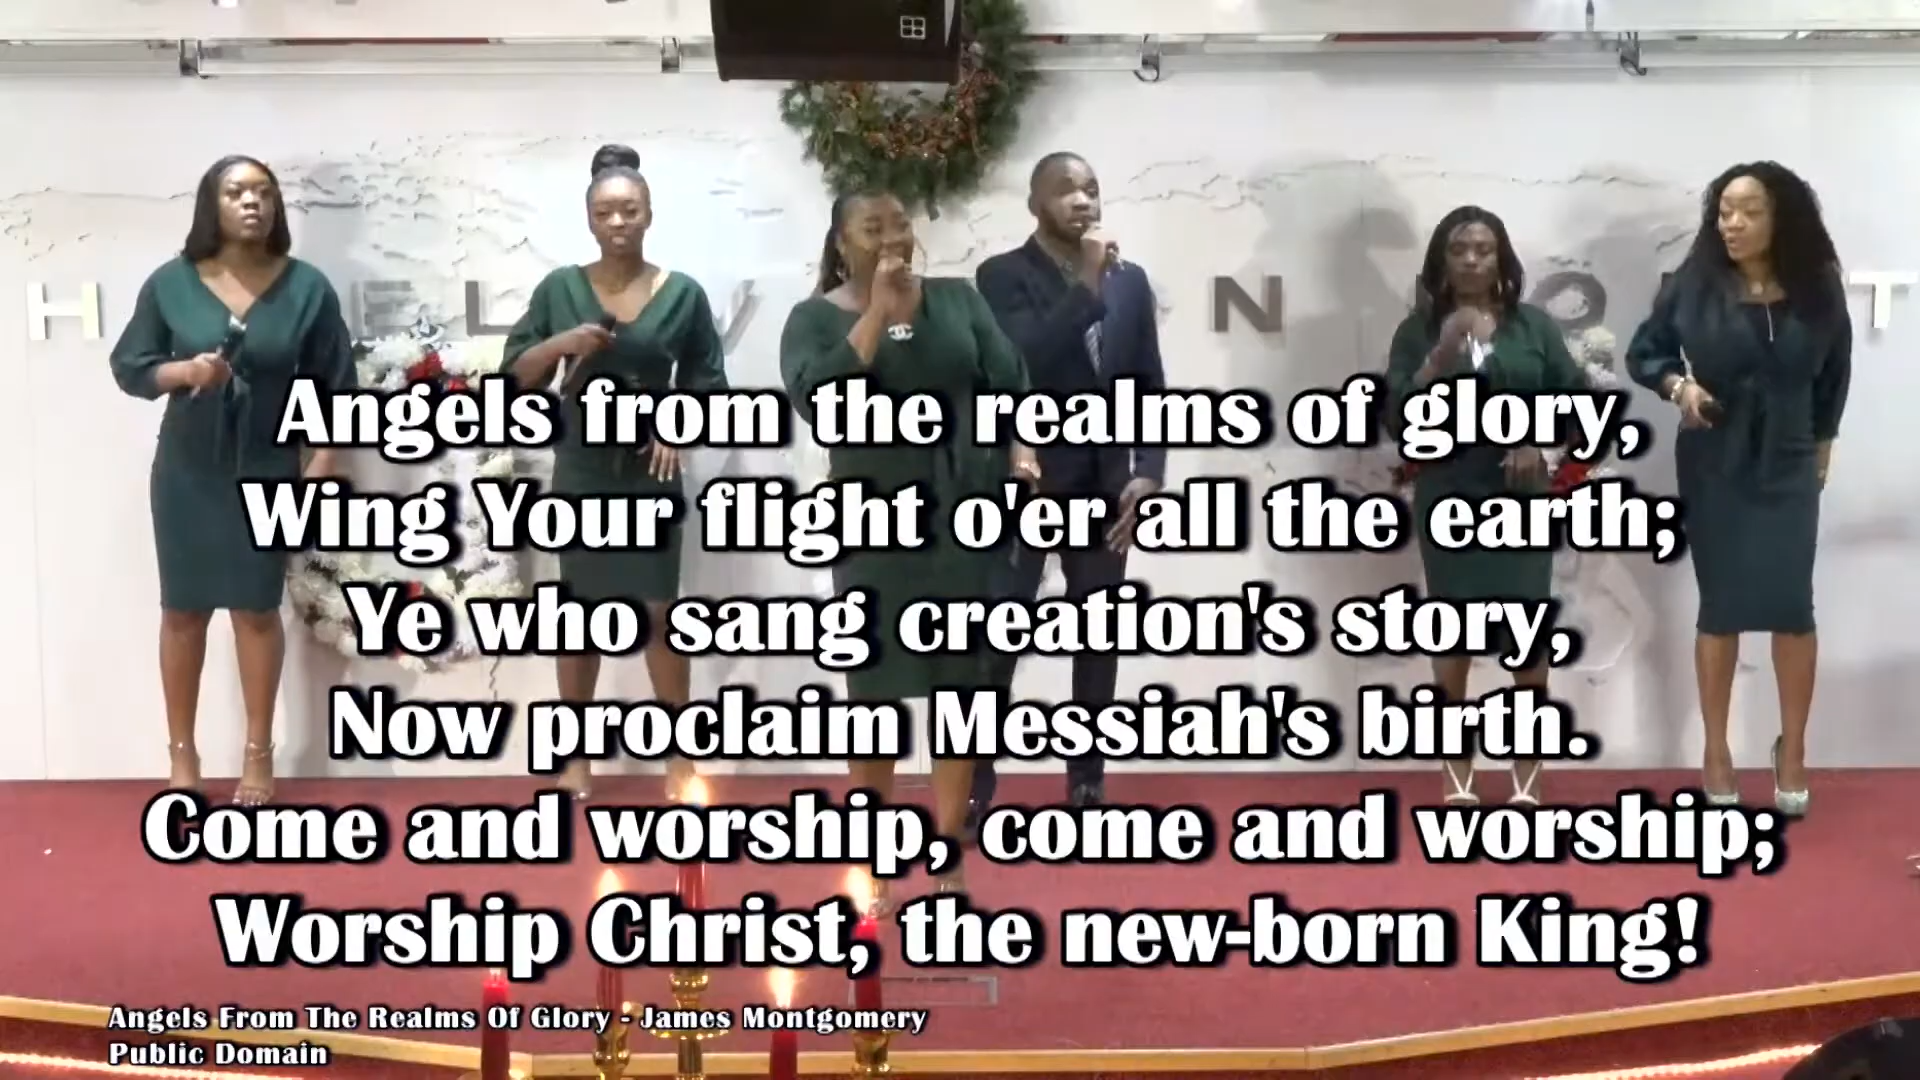 Angels from the realms of glory,
Wing Your flight o'er all the earth;
Ye who sang creation's story,
Now proclaim Messiah's birth.
Come and worship, come and worship;
Worship Christ, the new-born King!
Angels From The Realms Of Glory - James Montgomery
Public Domain